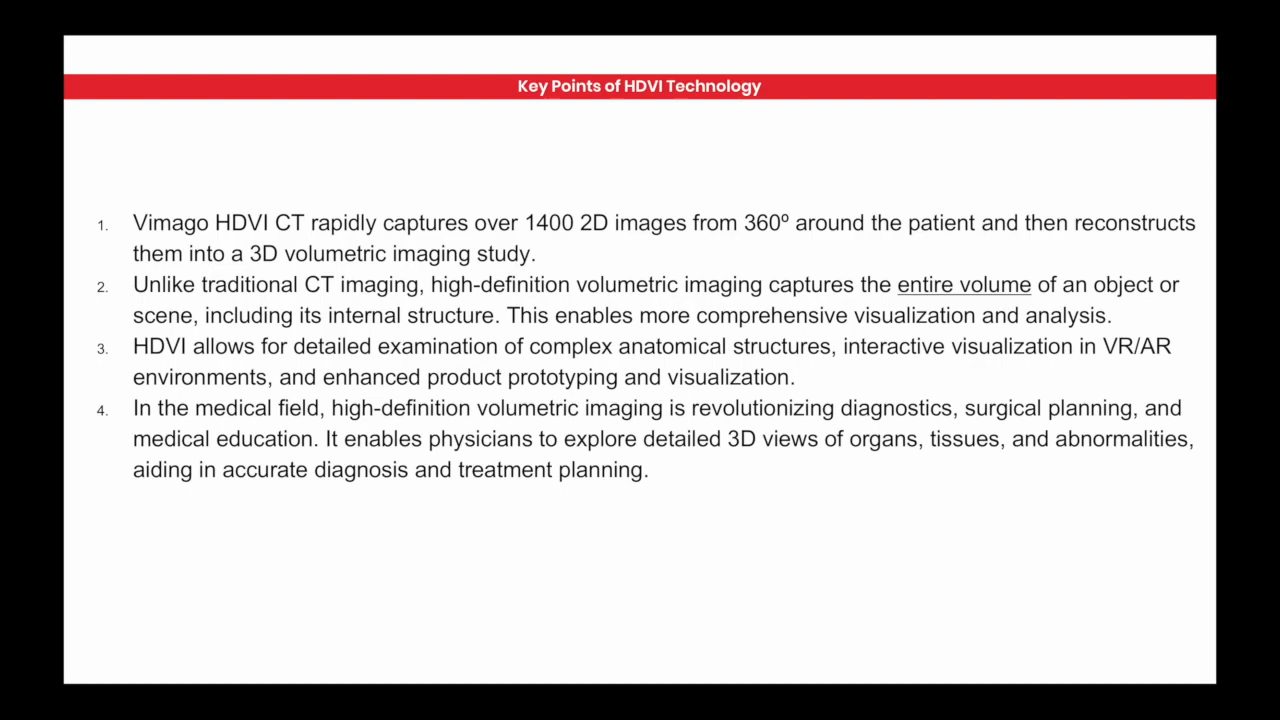 Key Points of HDVI Technology
1. Vimago HDVI CT rapidly captures over 1400 2D images from 360º around the patient and then reconstructs
them into a 3D volumetric imaging study.
2. Unlike traditional CT imaging, high-definition volumetric imaging captures the entire volume of an object or
scene, including its internal structure. This enables more comprehensive visualization and analysis.
3. HDVI allows for detailed examination of complex anatomical structures, interactive visualization in VR/AR
environments, and enhanced product prototyping and visualization.
4. In the medical field, high-definition volumetric imaging is revolutionizing diagnostics, surgical planning, and
medical education. It enables physicians to explore detailed 3D views of organs, tissues, and abnormalities,
aiding in accurate diagnosis and treatment planning.